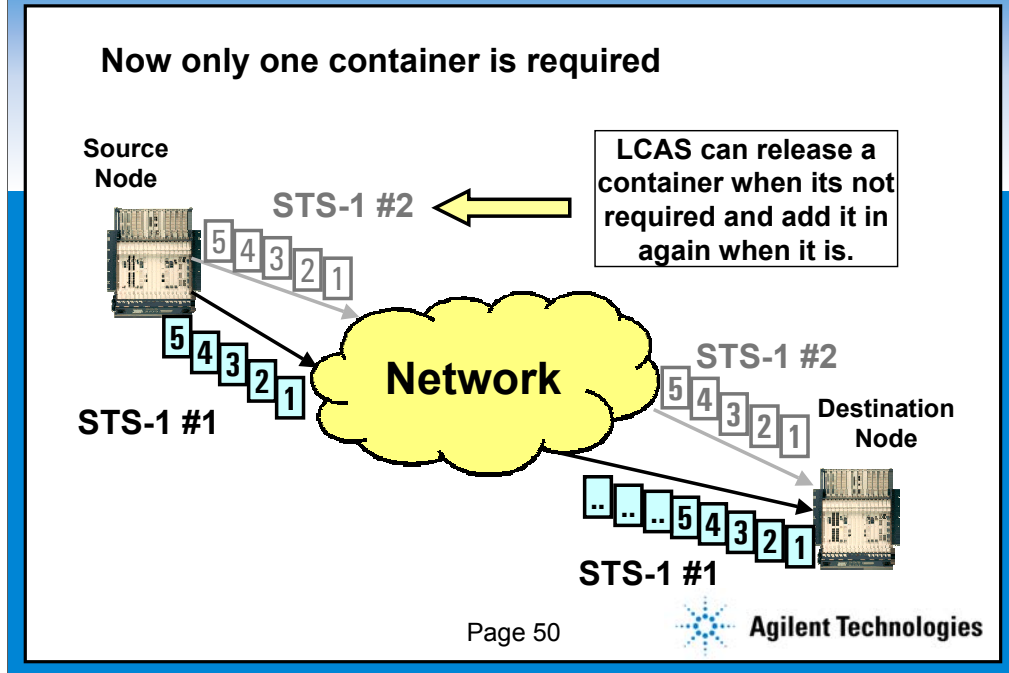 Now only one container is required
Source
Node
LCAS can release a
container when its not
required and add it in
again when it is.
STS-1 #2
5 4 3 2 1
5 4 3 2 1
STS-1 #1
Network
STS-1 #2
5 4 3 2 1
Destination
Node
.. .. .. 5 4 3 2 1
STS-1 #1
Page 50
Agilent Technologies